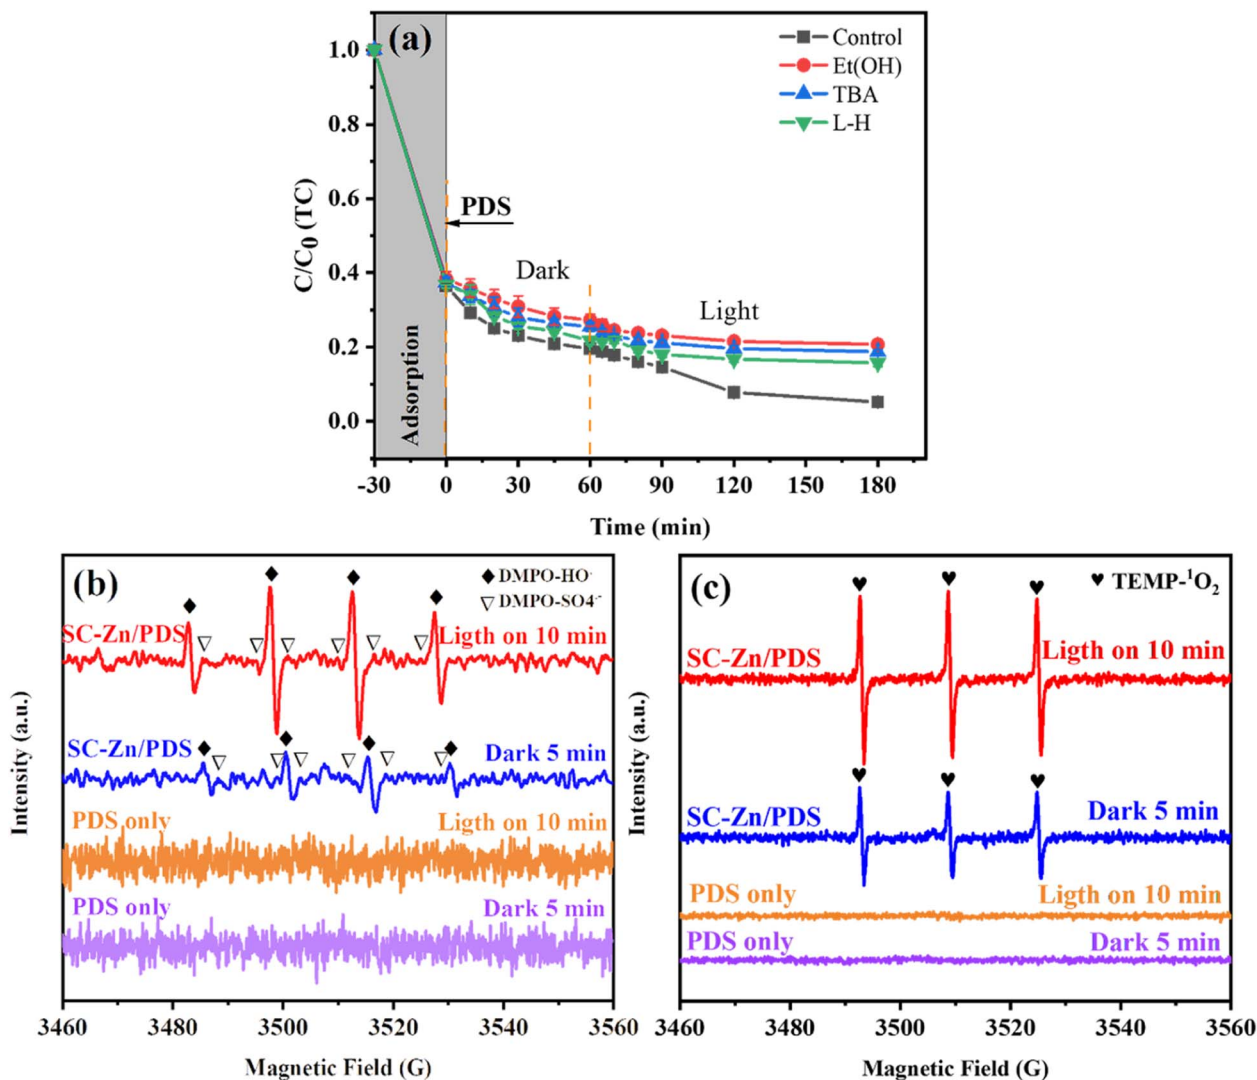 (a)
Control
Et(OH)
TBA
L-H
1.0
0.8
0.6
0.4
0.2
0.0
C/C₀ (TC)
PDS
Dark
Light
Adsorption
-30 0 30 60 90 120 150 180
Time (min)
(b)
DMPO-HO·
DMPO-SO4·-
SC-Zn/PDS
Ligth on 10 min
SC-Zn/PDS
Dark 5 min
PDS only
Ligth on 10 min
PDS only
Dark 5 min
Intensity (a.u.)
3460 3480 3500 3520 3540 3560
Magnetic Field (G)
(c)
TEMP-¹O₂
SC-Zn/PDS
Ligth on 10 min
SC-Zn/PDS
Dark 5 min
PDS only
Ligth on 10 min
PDS only
Dark 5 min
Intensity (a.u.)
3460 3480 3500 3520 3540 3560
Magnetic Field (G)